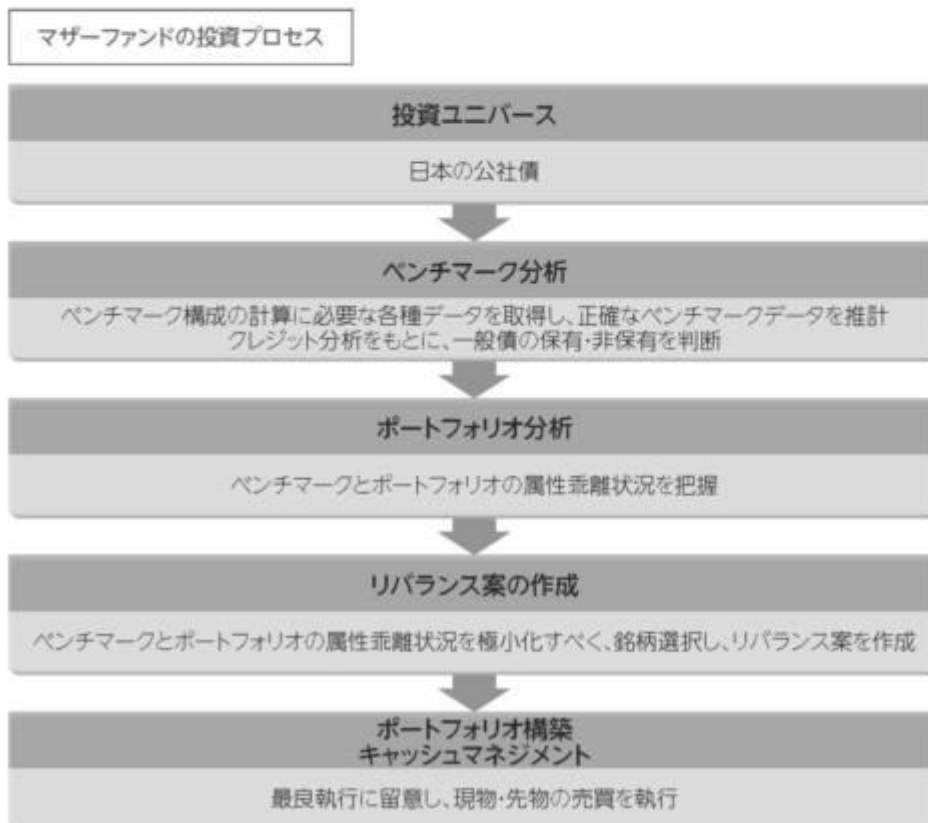 マザーファンドの投資プロセス
投資ユニバース
日本の公社債
ベンチマーク分析
ベンチマーク構成の計算に必要な各種データを取得し、正確なベンチマークデータを推計
クレジット分析をもとに、一般債の保有・非保有を判断
ポートフォリオ分析
ベンチマークとポートフォリオの属性乖離状況を把握
リバランス案の作成
ベンチマークとポートフォリオの属性乖離状況を極小化すべく、銘柄選択し、リバランス案を作成
ポートフォリオ構築
キャッシュマネジメント
最良執行に留意し、現物・先物の売買を執行